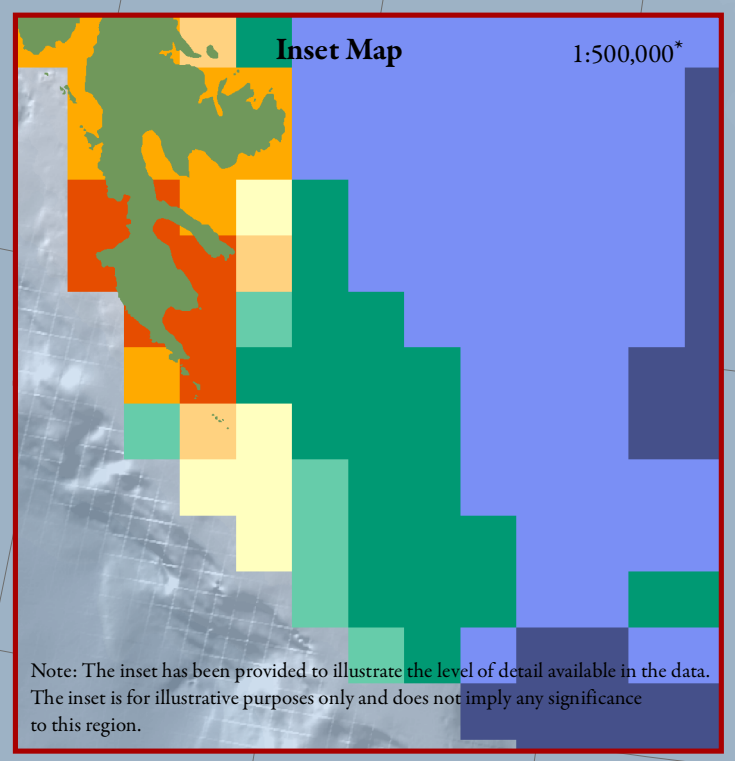 Inset Map
1:500,000*
Note: The inset has been provided to illustrate the level of detail available in the data.
The inset is for illustrative purposes only and does not imply any significance
to this region.